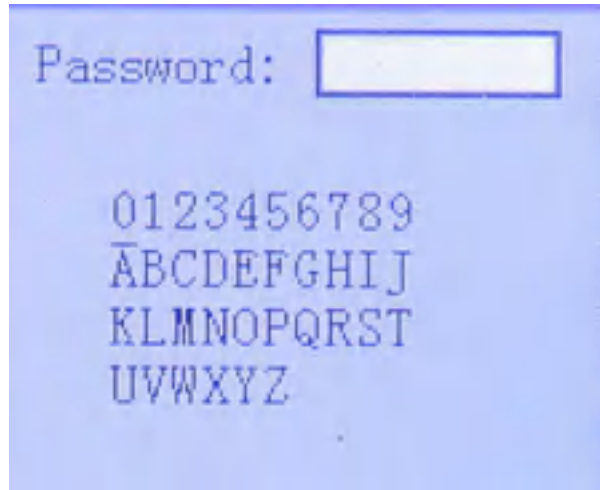 Password:
0123456789
ABCDEFGHIJ
KLMNOPQRST
UVWXYZ